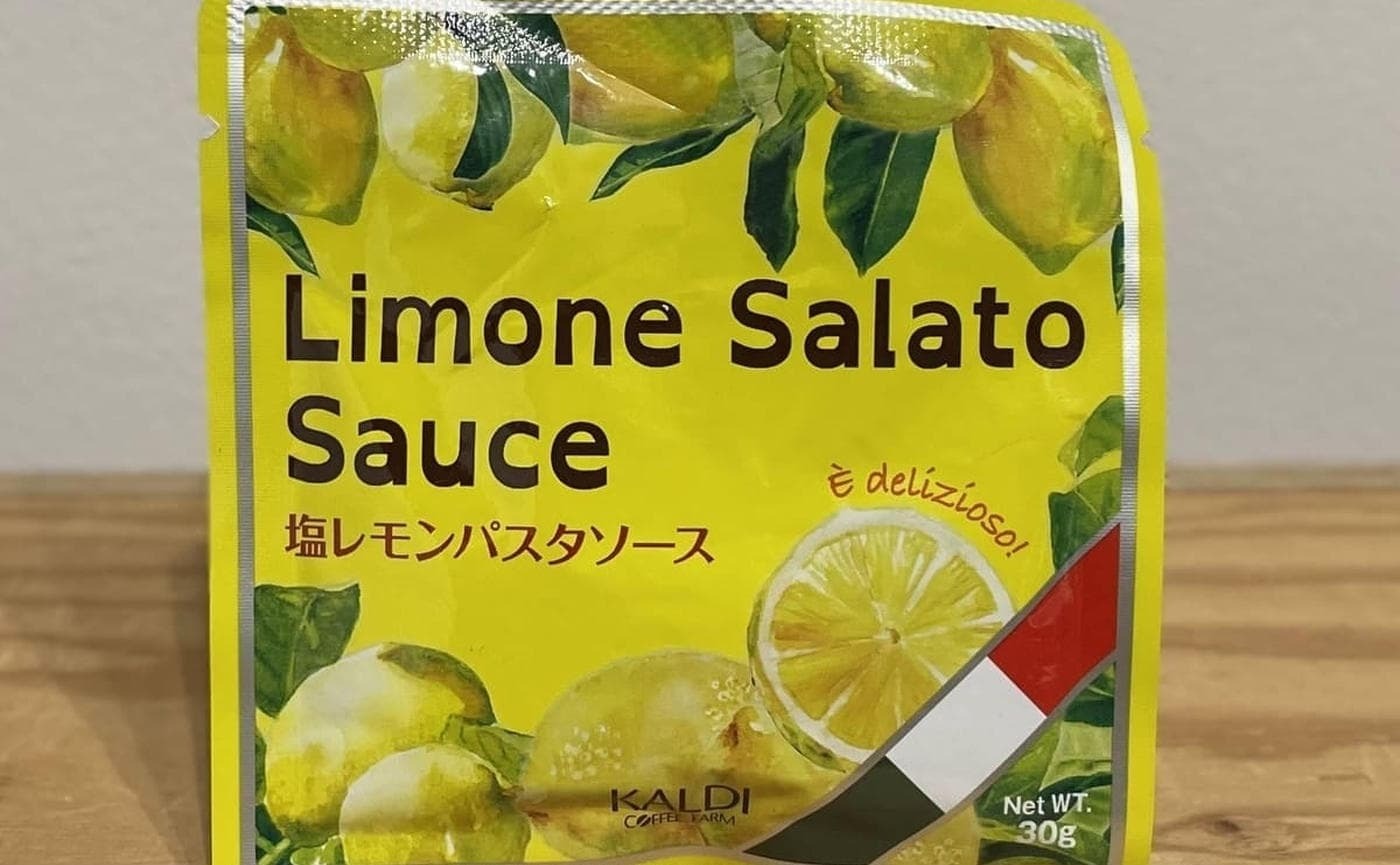 Limone Salato
Sauce
塩レモンパスタソース
È delizioso!
KALDI
COFFEE FARM
Net WT.
30g